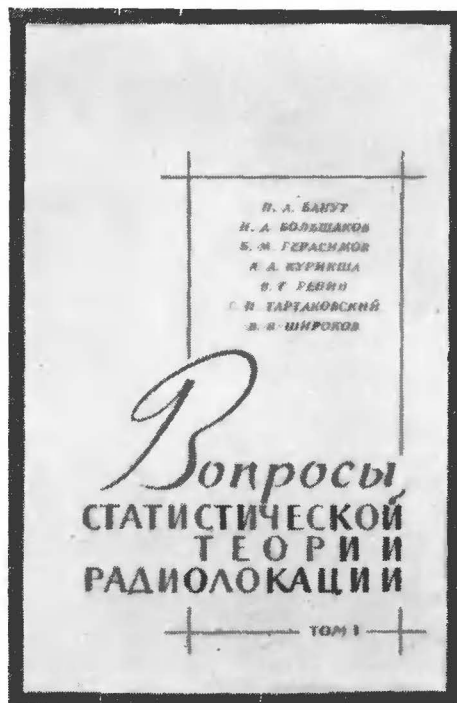 П. А. БАКУТ
И. А. БОЛЬШАКОВ
Б. М. ГЕРАСИМОВ
А. А. КУРИКША
В. Г. РЕПИН
Г. П. ТАРТАКОВСКИЙ
В. В. ШИРОКОВ
Вопросы
СТАТИСТИЧЕСКОЙ
ТЕОРИИ
РАДИОЛОКАЦИИ
ТОМ I